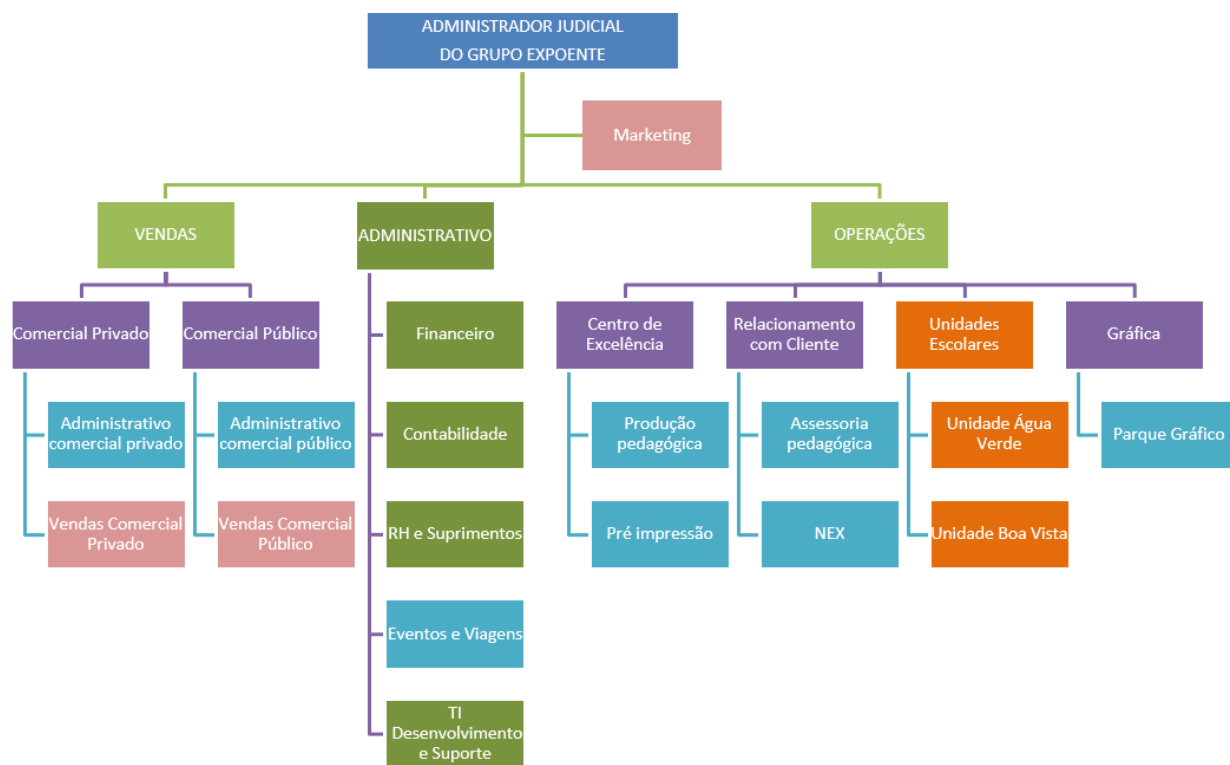 ADMINISTRADOR JUDICIAL
DO GRUPO EXPOENTE
Marketing
VENDAS
ADMINISTRATIVO
OPERAÇÕES
Comercial Privado
Comercial Público
Financeiro
Centro de
Excelência
Relacionamento
com Cliente
Unidades
Escolares
Gráfica
Administrativo
comercial privado
Administrativo
comercial público
Contabilidade
Produção
pedagógica
Assessoria
pedagógica
Unidade Água
Verde
Parque Gráfico
Vendas Comercial
Privado
Vendas Comercial
Público
RH e Suprimentos
Pré impressão
NEX
Unidade Boa Vista
Eventos e Viagens
TI
Desenvolvimento
e Suporte